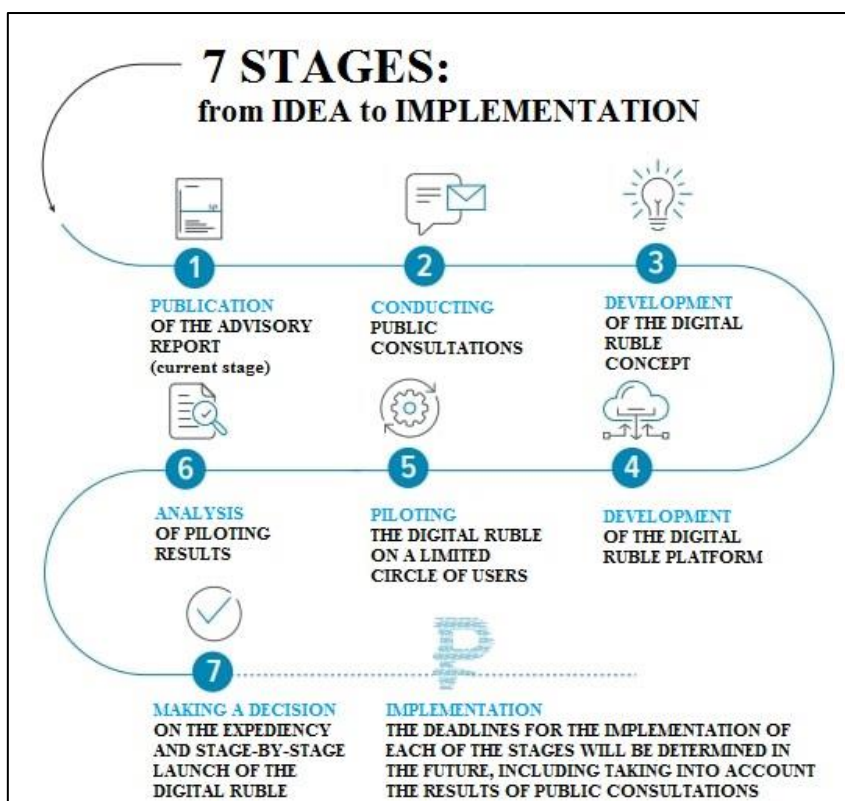 7 STAGES:
from IDEA to IMPLEMENTATION
1
PUBLICATION
OF THE ADVISORY
REPORT
(current stage)
2
CONDUCTING
PUBLIC
CONSULTATIONS
3
DEVELOPMENT
OF THE DIGITAL
RUBLE
CONCEPT
4
DEVELOPMENT
OF THE DIGITAL
RUBLE PLATFORM
5
PILOTING
THE DIGITAL RUBLE
ON A LIMITED
CIRCLE OF USERS
6
ANALYSIS
OF PILOTING
RESULTS
7
MAKING A DECISION
ON THE EXPEDIENCY
AND STAGE-BY-STAGE
LAUNCH OF THE
DIGITAL RUBLE
IMPLEMENTATION
THE DEADLINES FOR THE IMPLEMENTATION OF
EACH OF THE STAGES WILL BE DETERMINED IN
THE FUTURE, INCLUDING TAKING INTO ACCOUNT
THE RESULTS OF PUBLIC CONSULTATIONS